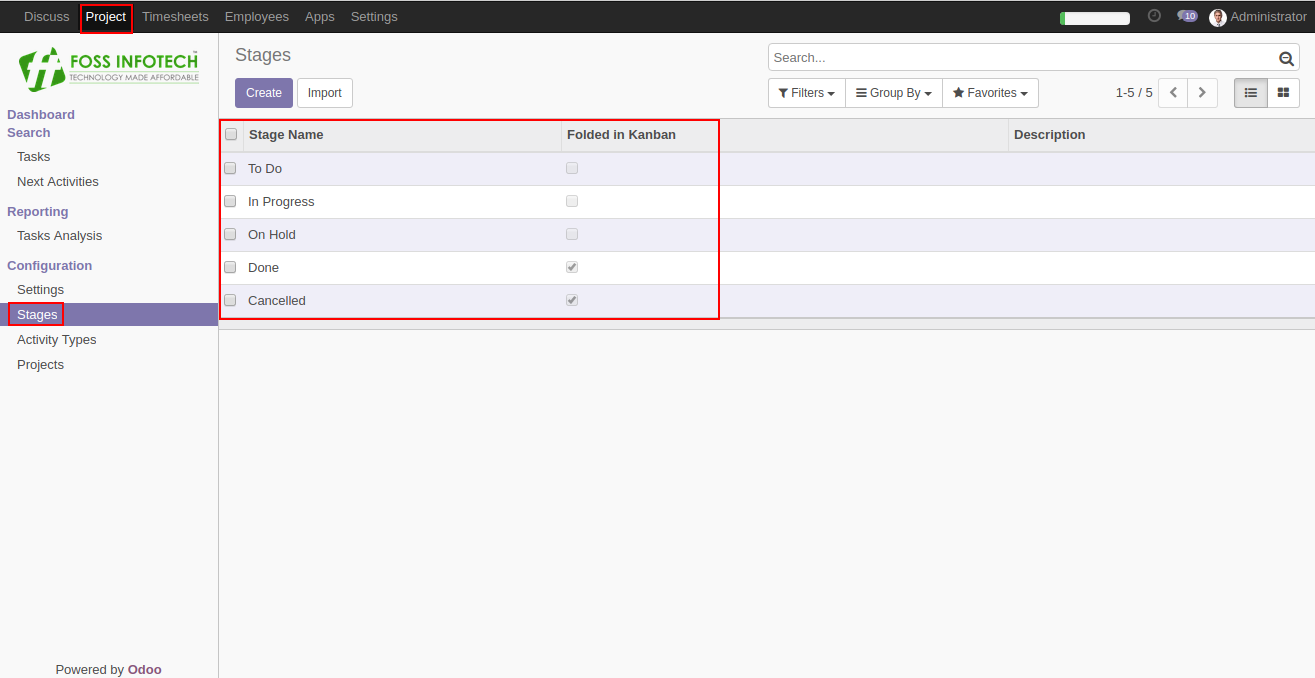 Discuss Project Timesheets Employees Apps Settings 10 Administrator
FOSS INFOTECH™
TECHNOLOGY MADE AFFORDABLE
Dashboard
Search
Tasks
Next Activities
Reporting
Tasks Analysis
Configuration
Settings
Stages
Activity Types
Projects
Powered by Odoo
Stages
Search...
Create Import
Filters Group By Favorites 1-5 / 5
Stage Name Folded in Kanban Description
To Do
In Progress
On Hold
Done
Cancelled